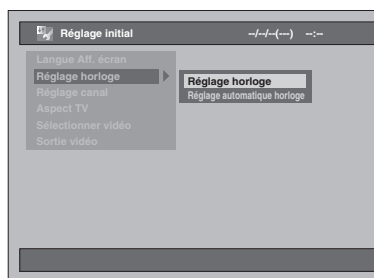 Réglage initial --/--/--(---) --:--
Langue Aff. écran
Réglage horloge
Réglage canal
Aspect TV
Sélectionner vidéo
Sortie vidéo
Réglage horloge
Réglage automatique horloge